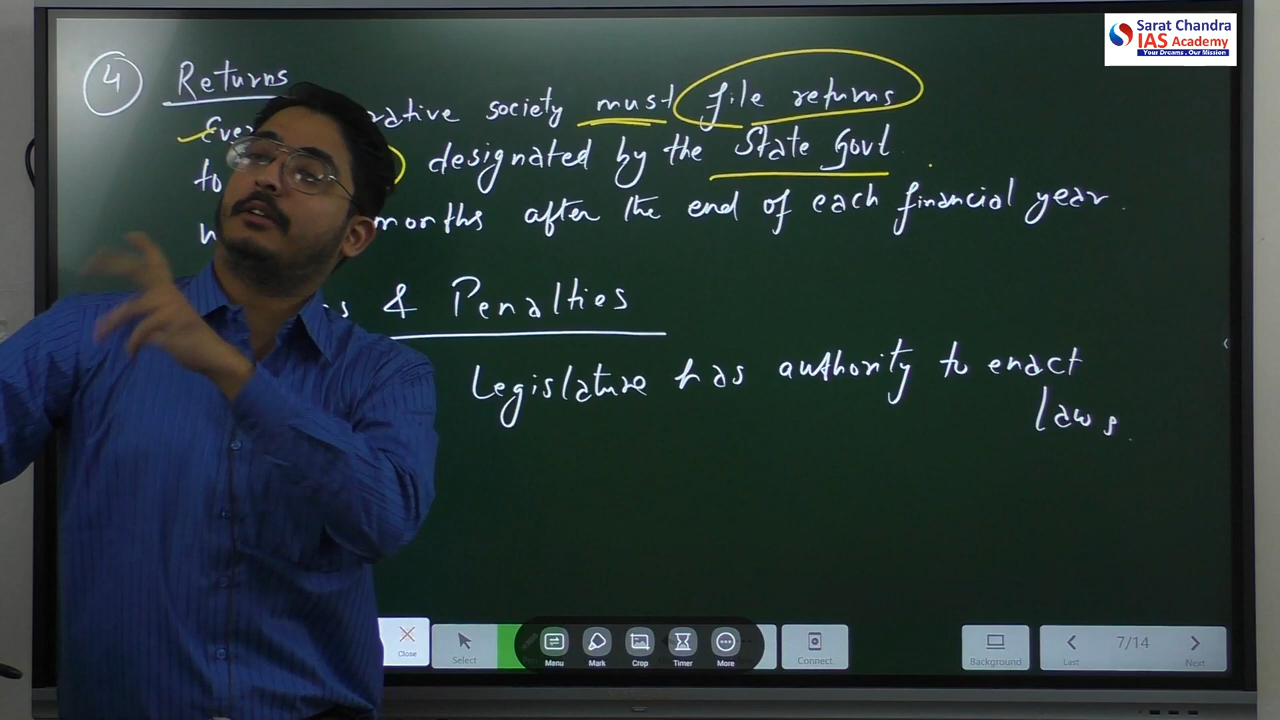 Sarat Chandra
IAS Academy
Your Dreams . Our Mission
4 Returns
society must file returns
to designated by the State Govt
months after the end of each financial year.
& Penalties
Legislature has authority to enact
laws.
Close
Select
Menu
Mark
Crop
Timer
More
Connect
Background
Last
7/14
Next